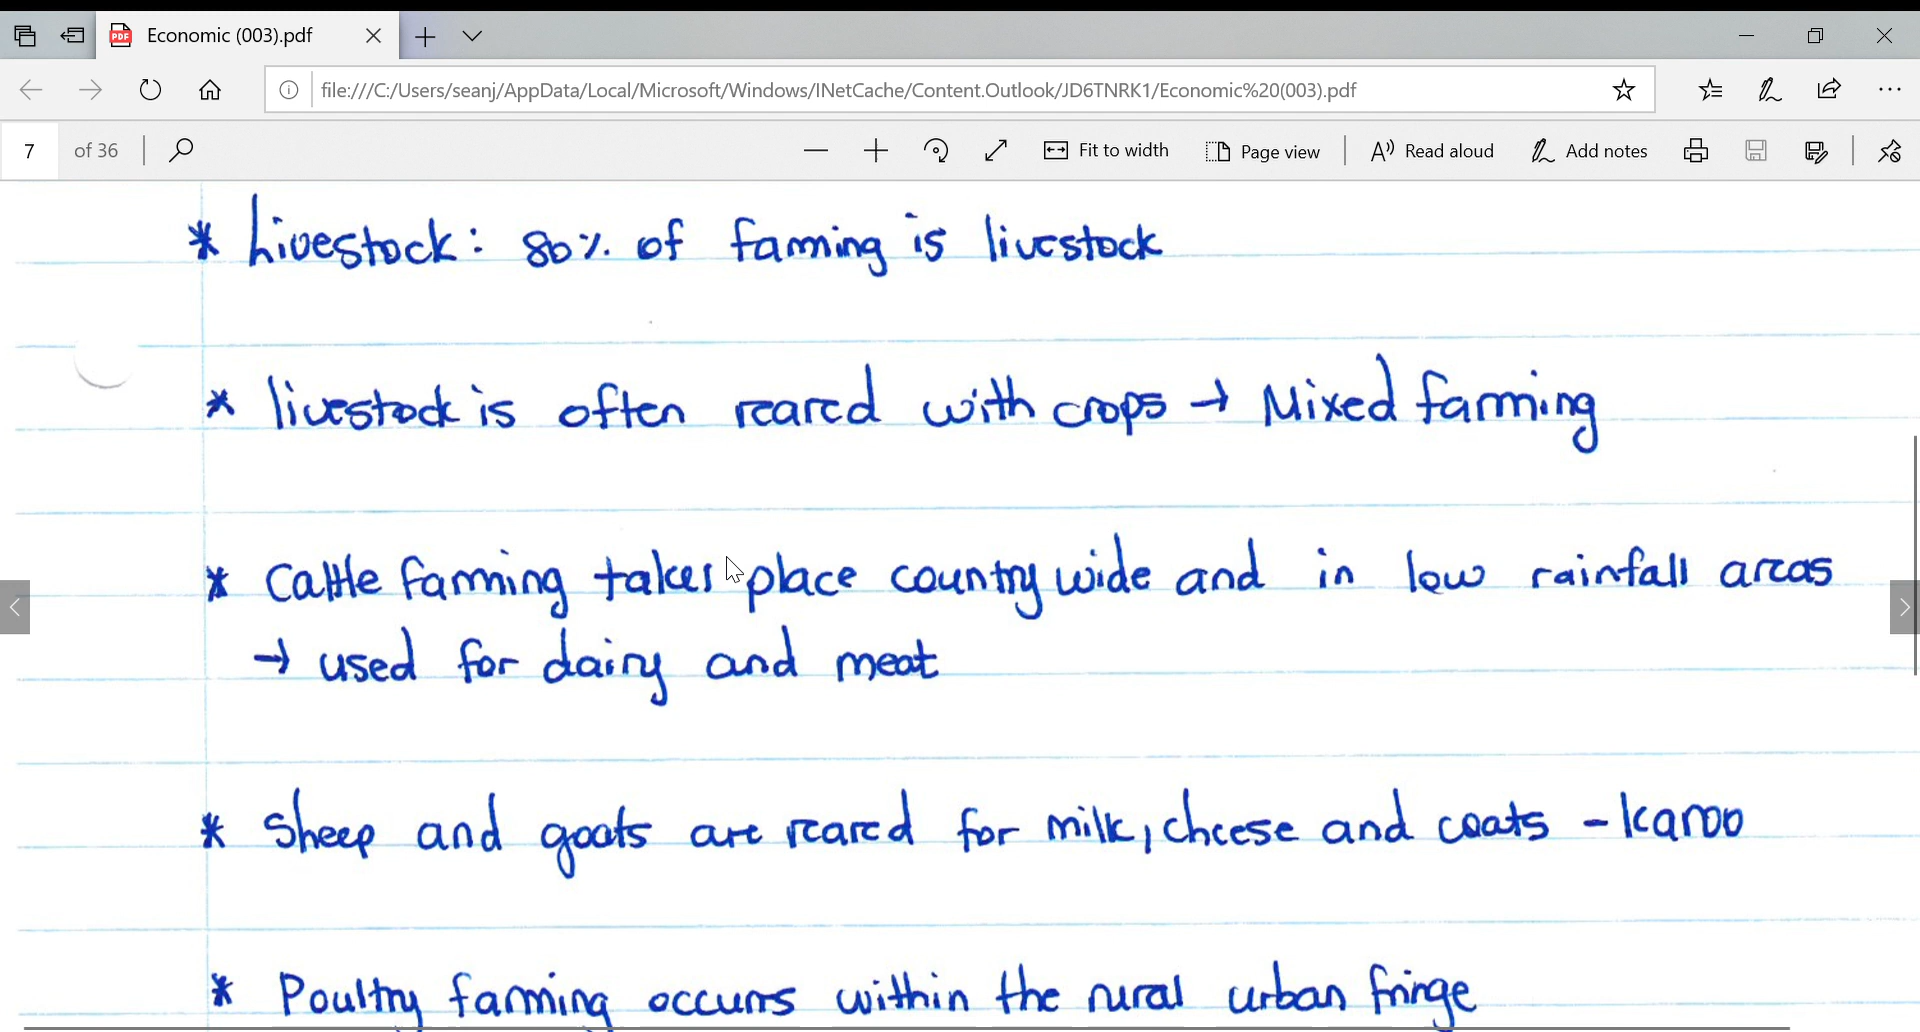 Economic (003).pdf
file:///C:/Users/seanj/AppData/Local/Microsoft/Windows/INetCache/Content.Outlook/JD6TNRK1/Economic%20(003).pdf
7 of 36 Fit to width Page view Read aloud Add notes
* Livestock: 80% of farming is livestock
* livestock is often reared with crops → Mixed farming
* Cattle farming takes place country wide and in low rainfall areas
→ used for dairy and meat
* Sheep and goats are reared for milk, cheese and coats - Karoo
* Poultry farming occurs within the rural urban fringe